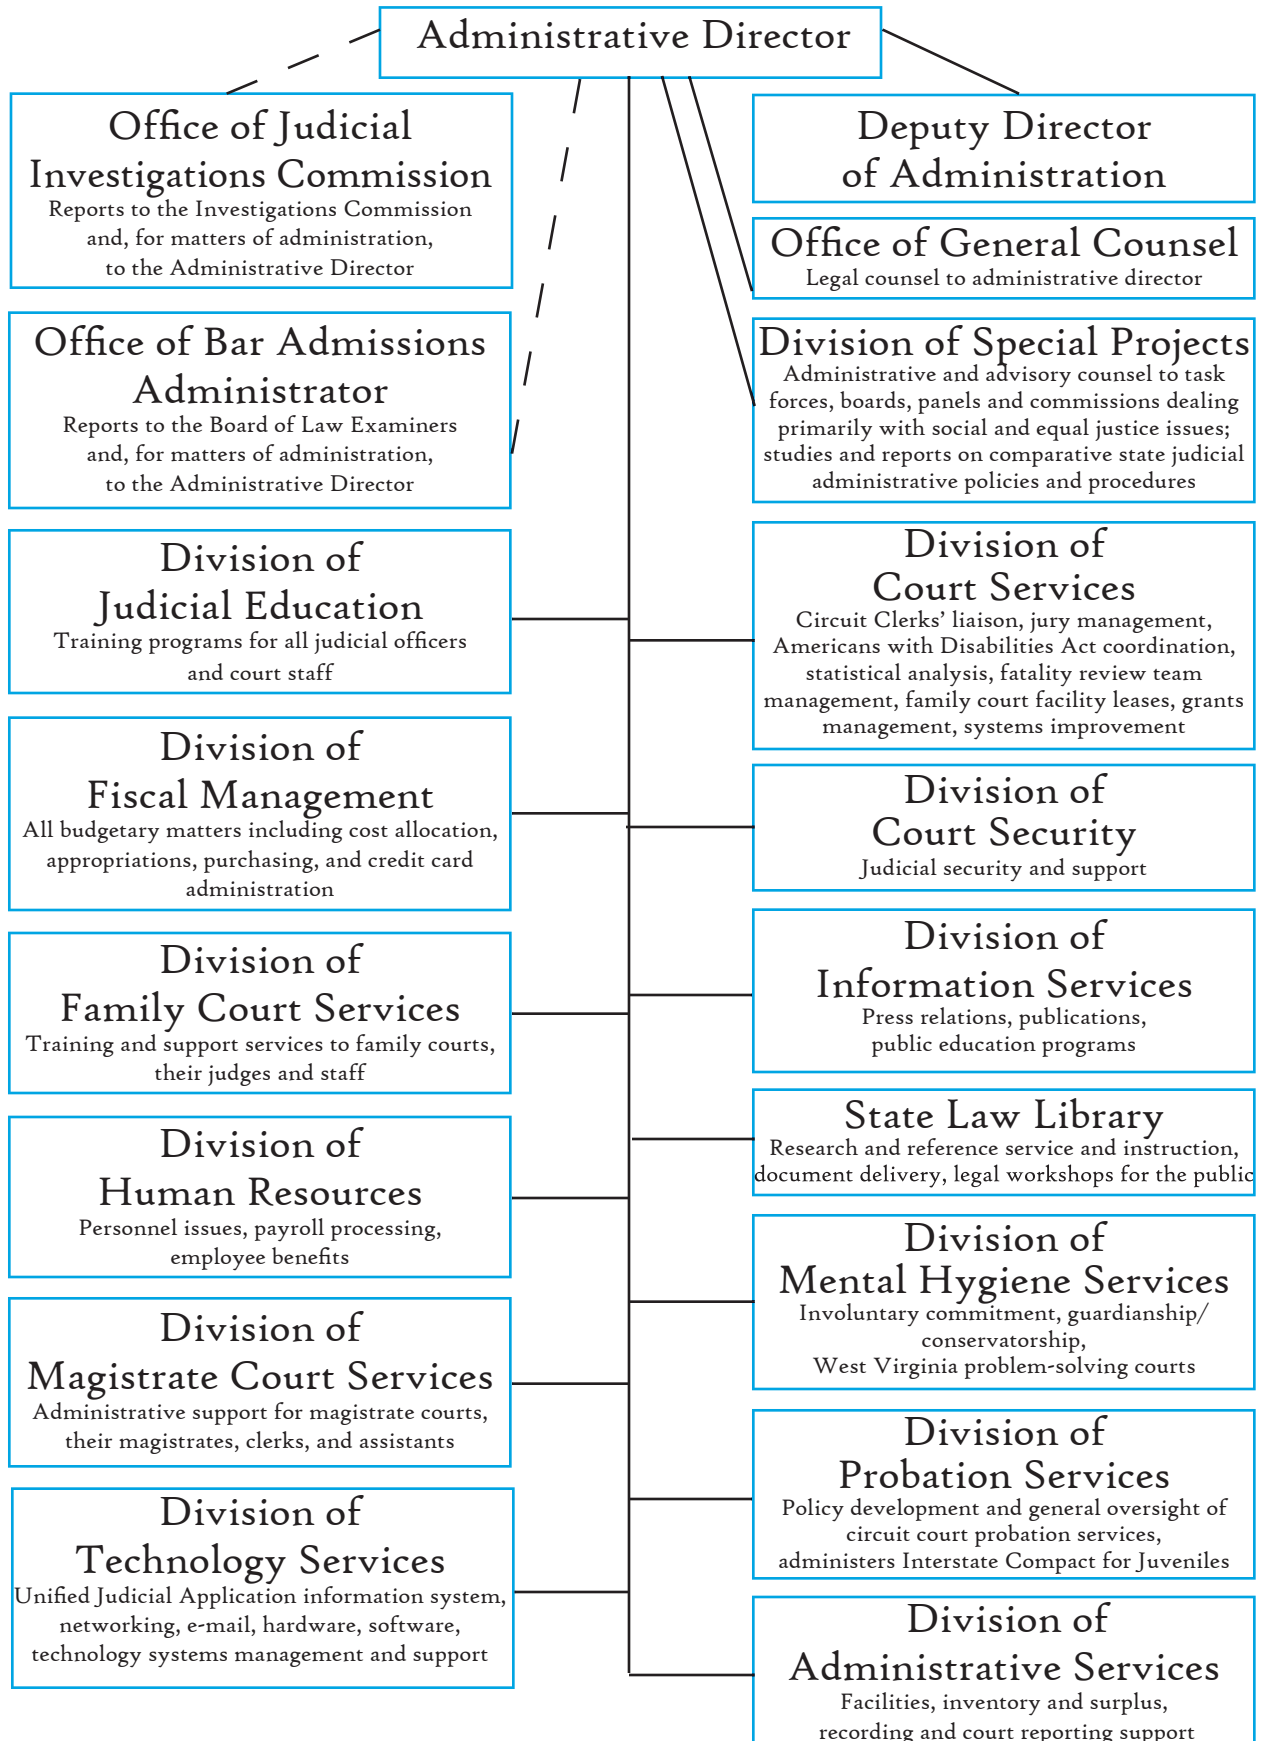 Administrative Director
Office of Judicial
Investigations Commission
Reports to the Investigations Commission
and, for matters of administration,
to the Administrative Director
Office of Bar Admissions
Administrator
Reports to the Board of Law Examiners
and, for matters of administration,
to the Administrative Director
Division of
Judicial Education
Training programs for all judicial officers
and court staff
Division of
Fiscal Management
All budgetary matters including cost allocation,
appropriations, purchasing, and credit card
administration
Division of
Family Court Services
Training and support services to family courts,
their judges and staff
Division of
Human Resources
Personnel issues, payroll processing,
employee benefits
Division of
Magistrate Court Services
Administrative support for magistrate courts,
their magistrates, clerks, and assistants
Division of
Technology Services
Unified Judicial Application information system,
networking, e-mail, hardware, software,
technology systems management and support
Deputy Director
of Administration
Office of General Counsel
Legal counsel to administrative director
Division of Special Projects
Administrative and advisory counsel to task
forces, boards, panels and commissions dealing
primarily with social and equal justice issues;
studies and reports on comparative state judicial
administrative policies and procedures
Division of
Court Services
Circuit Clerks' liaison, jury management,
Americans with Disabilities Act coordination,
statistical analysis, fatality review team
management, family court facility leases, grants
management, systems improvement
Division of
Court Security
Judicial security and support
Division of
Information Services
Press relations, publications,
public education programs
State Law Library
Research and reference service and instruction,
document delivery, legal workshops for the public
Division of
Mental Hygiene Services
Involuntary commitment, guardianship/
conservatorship,
West Virginia problem-solving courts
Division of
Probation Services
Policy development and general oversight of
circuit court probation services,
administers Interstate Compact for Juveniles
Division of
Administrative Services
Facilities, inventory and surplus,
recording and court reporting support